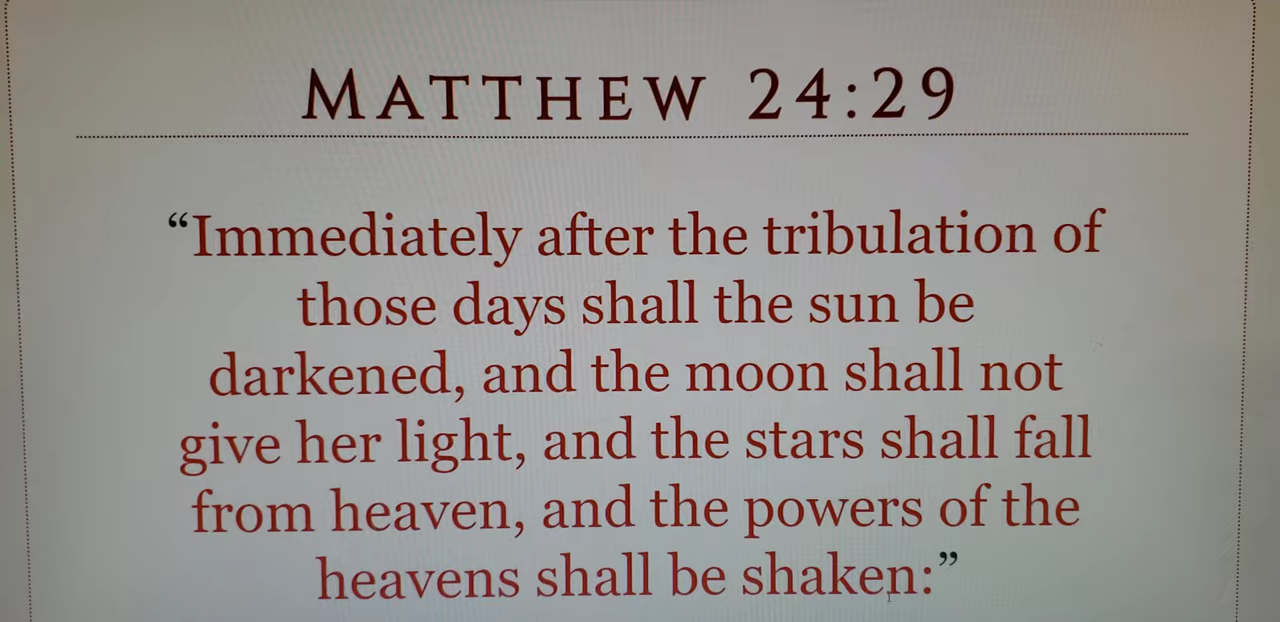 MATTHEW 24:29
“Immediately after the tribulation of
those days shall the sun be
darkened, and the moon shall not
give her light, and the stars shall fall
from heaven, and the powers of the
heavens shall be shaken:”